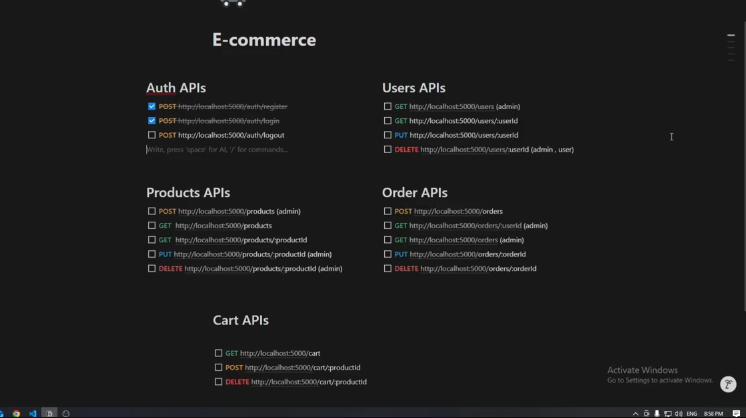 E-commerce
Auth APIs
POST http://localhost:5000/auth/register
POST http://localhost:5000/auth/login
POST http://localhost:5000/auth/logout
Write, press 'space' for AI, '/' for commands...
Users APIs
GET http://localhost:5000/users (admin)
GET http://localhost:5000/users/:userId
PUT http://localhost:5000/users/:userId
DELETE http://localhost:5000/users/:userId (admin , user)
Products APIs
POST http://localhost:5000/products (admin)
GET http://localhost:5000/products
GET http://localhost:5000/products/:productId
PUT http://localhost:5000/products/:productId (admin)
DELETE http://localhost:5000/products/:productId (admin)
Order APIs
POST http://localhost:5000/orders
GET http://localhost:5000/orders/:userId (admin)
GET http://localhost:5000/orders (admin)
PUT http://localhost:5000/orders/:orderId
DELETE http://localhost:5000/orders/:orderId
Cart APIs
GET http://localhost:5000/cart
POST http://localhost:5000/cart/:productid
DELETE http://localhost:5000/cart/:productid
Activate Windows
Go to Settings to activate Windows.
ENG
8:58 PM